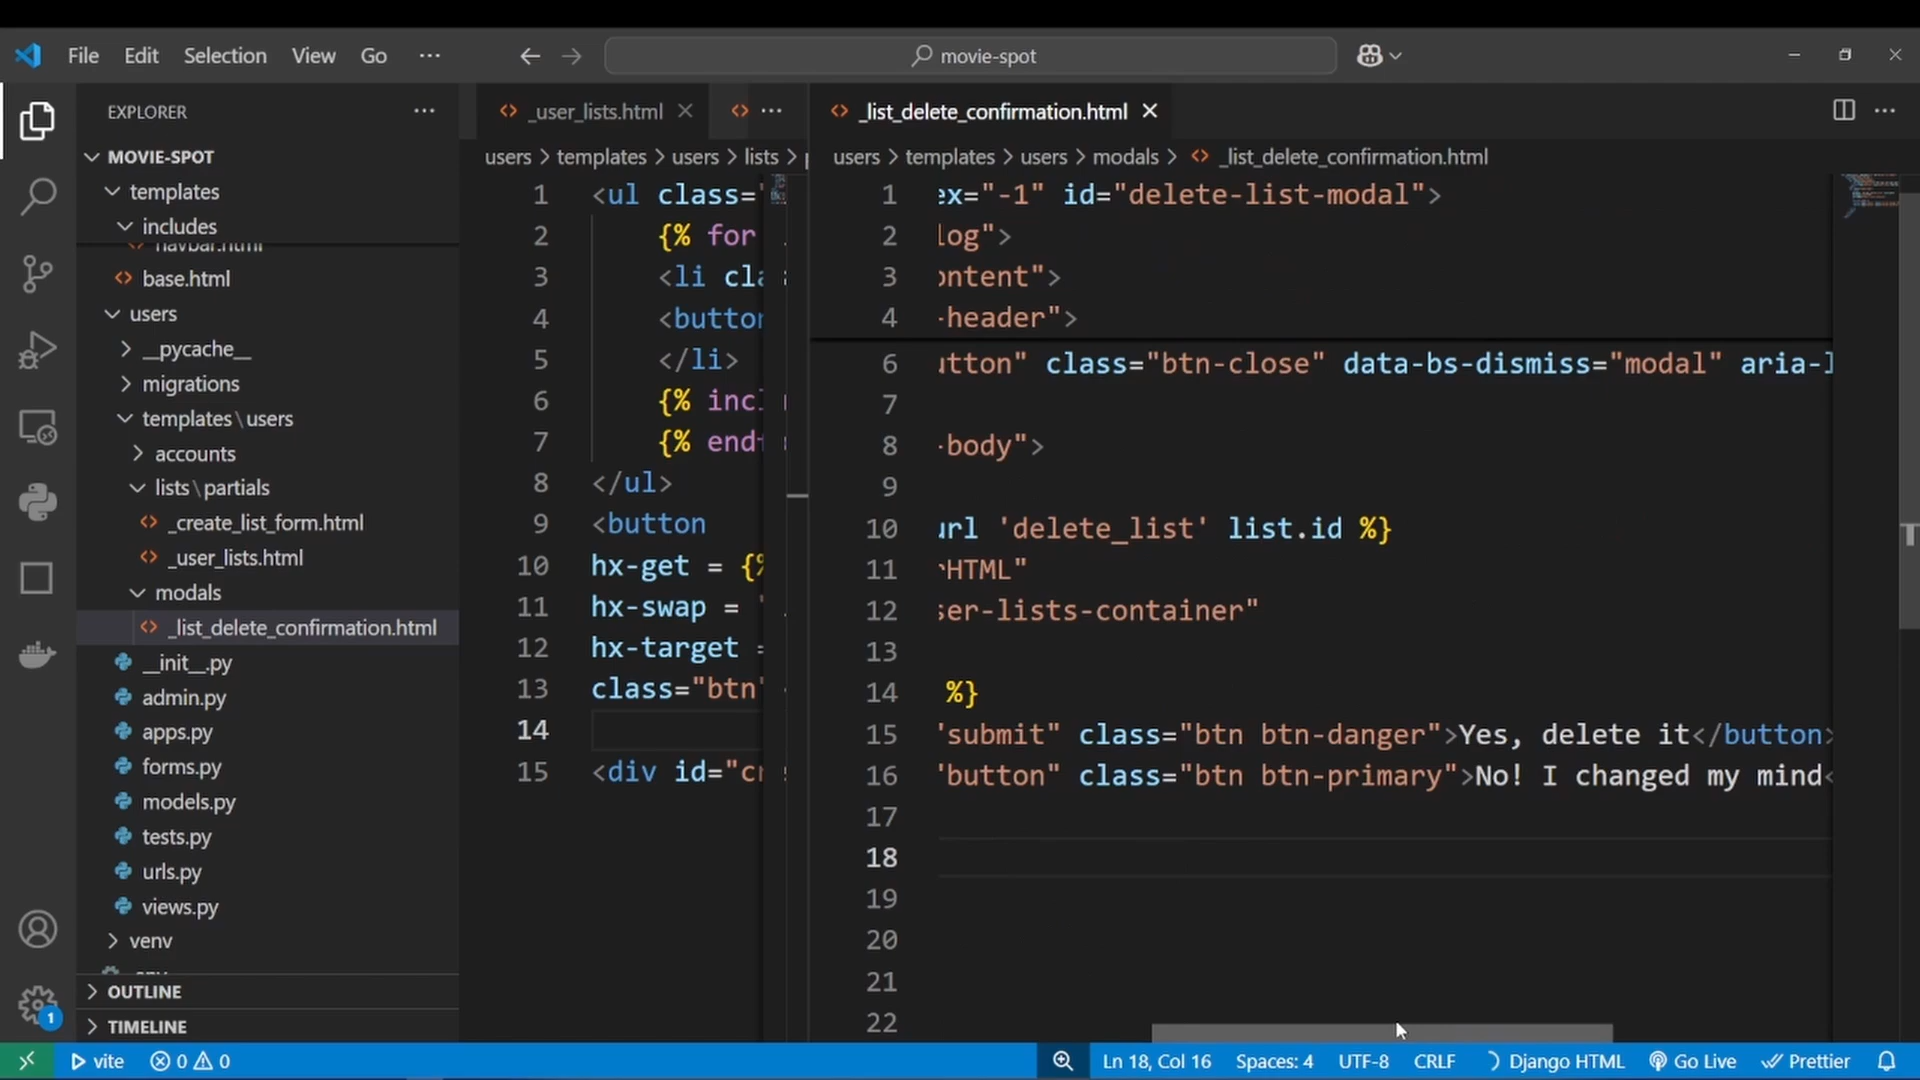 File Edit Selection View Go ··· movie-spot
EXPLORER ···
MOVIE-SPOT
templates
includes
base.html
users
__pycache__
migrations
templates\users
accounts
lists\partials
_create_list_form.html
_user_lists.html
modals
_list_delete_confirmation.html
__init__.py
admin.py
apps.py
forms.py
models.py
tests.py
urls.py
views.py
venv
OUTLINE
TIMELINE
_user_lists.html
users > templates > users > lists >
1 <ul class="
2 {% for
3 <li cla
4 <button
5 </li>
6 {% incl
7 {% endf
8 </ul>
9 <button
10 hx-get = {%
11 hx-swap = "
12 hx-target =
13 class="btn"
14
15 <div id="cr
_list_delete_confirmation.html
users > templates > users > modals > _list_delete_confirmation.html
1 ex="-1" id="delete-list-modal">
2 log">
3 ontent">
4 -header">
6 utton" class="btn-close" data-bs-dismiss="modal" aria-l
7
8 -body">
9
10 url 'delete_list' list.id %}
11 rHTML"
12 ser-lists-container"
13
14 %}
15 "submit" class="btn btn-danger">Yes, delete it</button>
16 "button" class="btn btn-primary">No! I changed my mind<
17
18
19
20
21
22
1 vite 0 0 Ln 18, Col 16 Spaces: 4 UTF-8 CRLF Django HTML Go Live Prettier